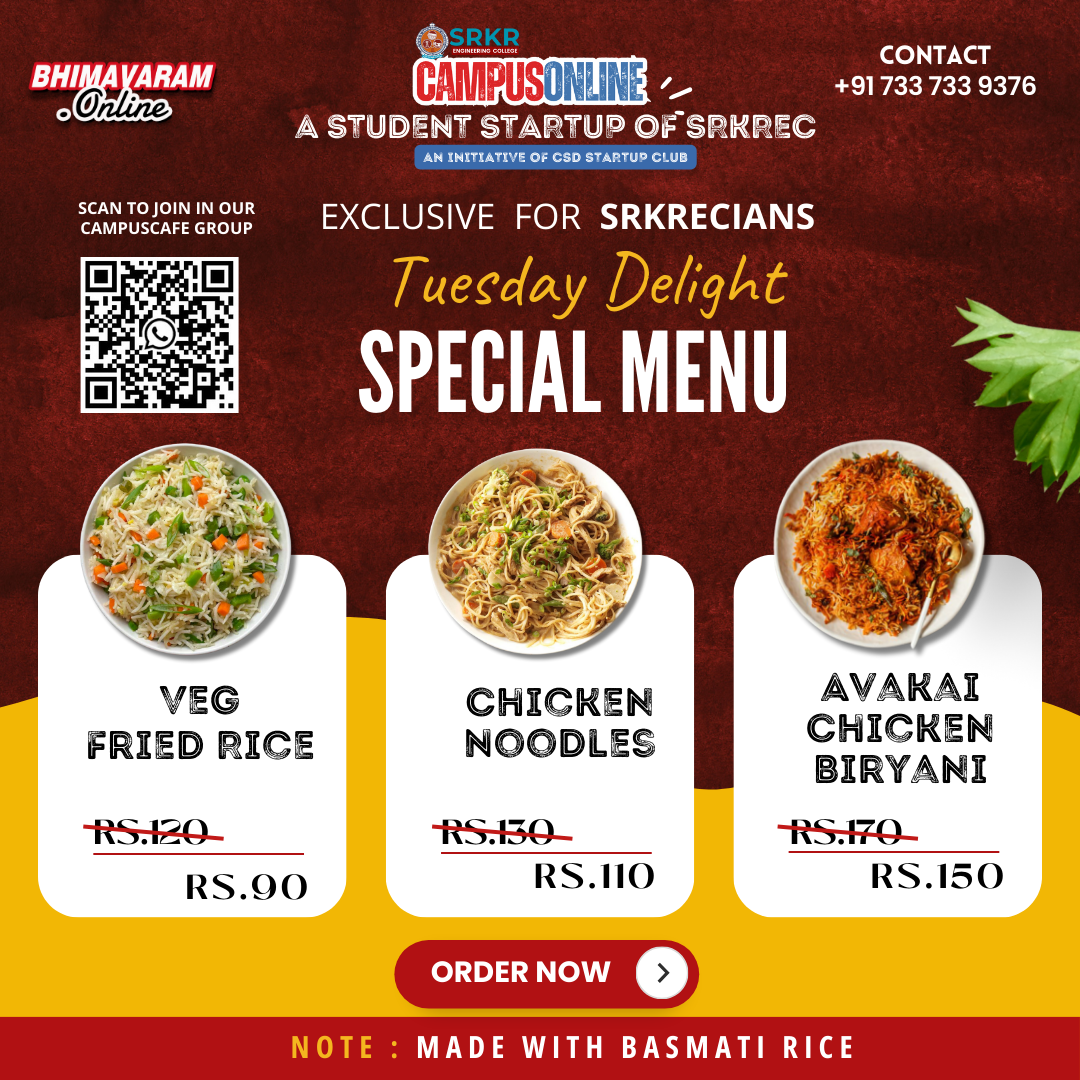 BHIMAVARAM
.Online
SRKR
ENGINEERING COLLEGE
CAMPUSONLINE
A STUDENT STARTUP OF SRKREC
AN INITIATIVE OF CSD STARTUP CLUB
CONTACT
+91 733 733 9376
SCAN TO JOIN IN OUR
CAMPUSCAFE GROUP
EXCLUSIVE FOR SRKRECIANS
Tuesday Delight
SPECIAL MENU
VEG
FRIED RICE
RS.120
RS.90
CHICKEN
NOODLES
RS.130
RS.110
AVAKAI
CHICKEN
BIRYANI
RS.170
RS.150
ORDER NOW
NOTE : MADE WITH BASMATI RICE